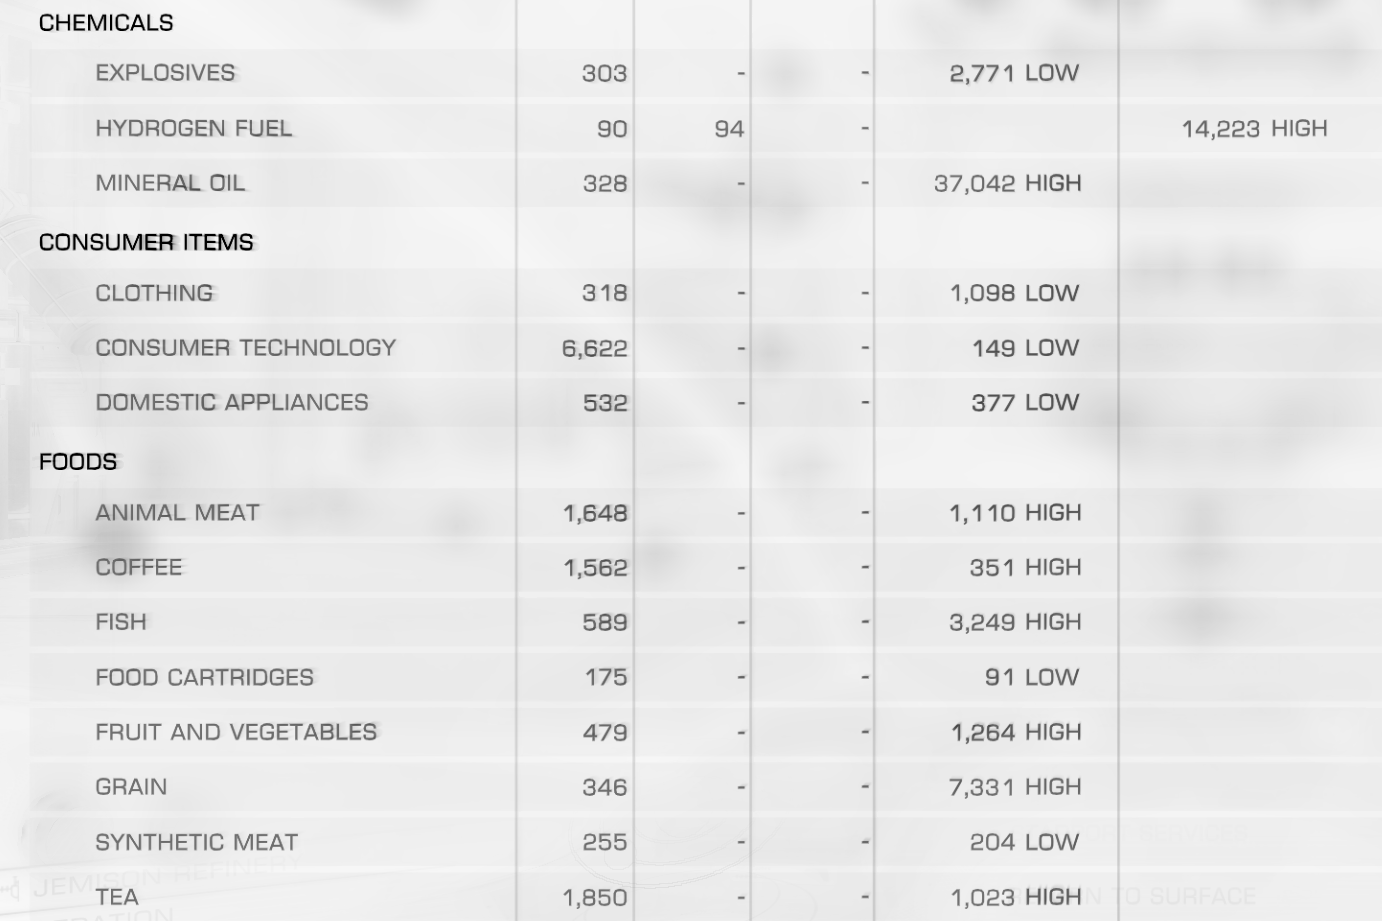 CHEMICALS
EXPLOSIVES 303 - - 2,771 LOW
HYDROGEN FUEL 90 94 - 14,223 HIGH
MINERAL OIL 328 - - 37,042 HIGH
CONSUMER ITEMS
CLOTHING 318 - - 1,098 LOW
CONSUMER TECHNOLOGY 6,622 - - 149 LOW
DOMESTIC APPLIANCES 532 - - 377 LOW
FOODS
ANIMAL MEAT 1,648 - - 1,110 HIGH
COFFEE 1,562 - - 351 HIGH
FISH 589 - - 3,249 HIGH
FOOD CARTRIDGES 175 - - 91 LOW
FRUIT AND VEGETABLES 479 - - 1,264 HIGH
GRAIN 346 - - 7,331 HIGH
SYNTHETIC MEAT 255 - - 204 LOW
JEMISON REFINERY
TEA 1,850 - - 1,023 HIGH
TO SURFACE